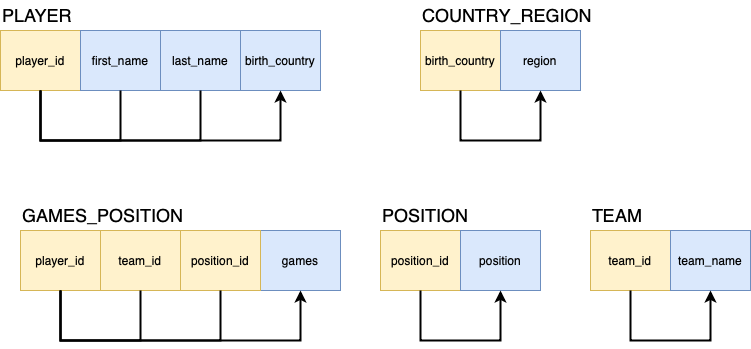 PLAYER
player_id first_name last_name birth_country
COUNTRY_REGION
birth_country region
GAMES_POSITION
player_id team_id position_id games
POSITION
position_id position
TEAM
team_id team_name